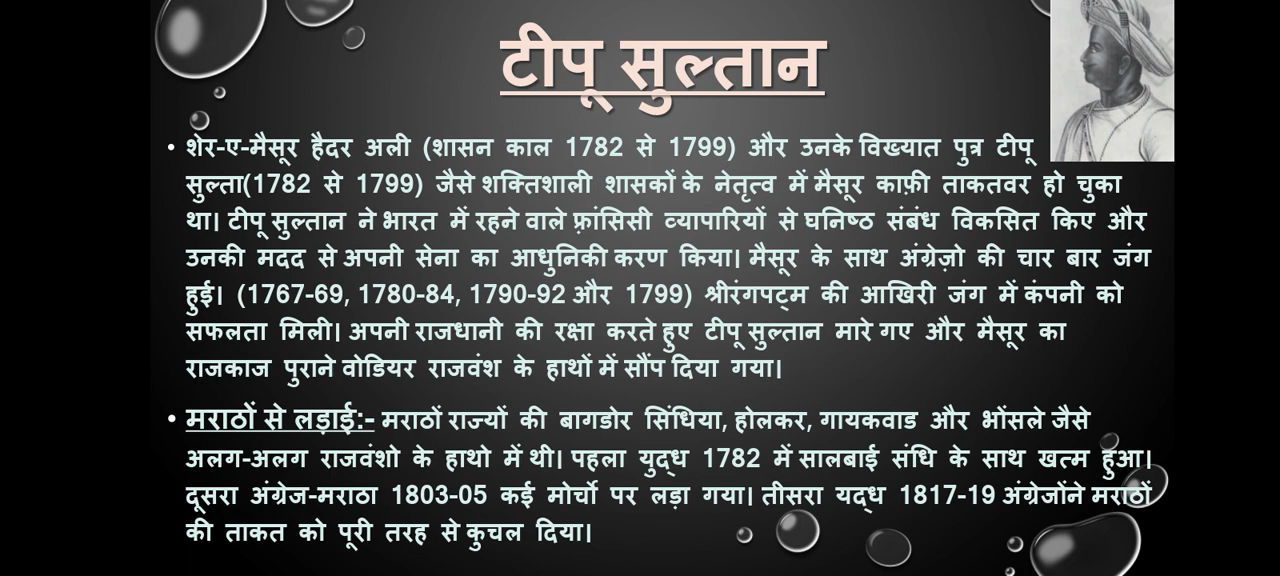 टीपू सुल्तान
• शेर-ए-मैसूर हैदर अली (शासन काल 1782 से 1799) और उनके विख्यात पुत्र टीपू
सुल्ता(1782 से 1799) जैसे शक्तिशाली शासकों के नेतृत्व में मैसूर काफ़ी ताकतवर हो चुका
था। टीपू सुल्तान ने भारत में रहने वाले फ़्रांसिसी व्यापारियों से घनिष्ठ संबंध विकसित किए और
उनकी मदद से अपनी सेना का आधुनिकी करण किया। मैसूर के साथ अंग्रेज़ो की चार बार जंग
हुई। (1767-69, 1780-84, 1790-92 और 1799) श्रीरंगपट्म की आखिरी जंग में कंपनी को
सफलता मिली। अपनी राजधानी की रक्षा करते हुए टीपू सुल्तान मारे गए और मैसूर का
राजकाज पुराने वोडियर राजवंश के हाथों में सौंप दिया गया।
• मराठों से लड़ाई:- मराठों राज्यों की बागडोर सिंधिया, होलकर, गायकवाड और भोंसले जैसे
अलग-अलग राजवंशो के हाथो में थी। पहला युद्ध 1782 में सालबाई संधि के साथ खत्म हुआ।
दूसरा अंग्रेज-मराठा 1803-05 कई मोर्चो पर लड़ा गया। तीसरा यद्ध 1817-19 अंग्रेजोंने मराठों
की ताकत को पूरी तरह से कुचल दिया।